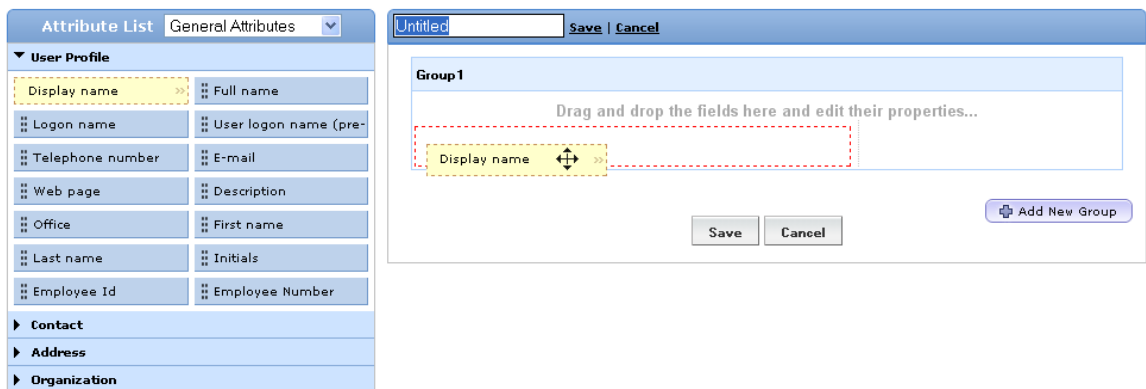 Attribute List General Attributes
User Profile
Display name »
Full name
Logon name
User logon name (pre-
Telephone number
E-mail
Web page
Description
Office
First name
Last name
Initials
Employee Id
Employee Number
Contact
Address
Organization
Untitled Save | Cancel
Group1
Drag and drop the fields here and edit their properties...
Display name »
Add New Group
Save Cancel